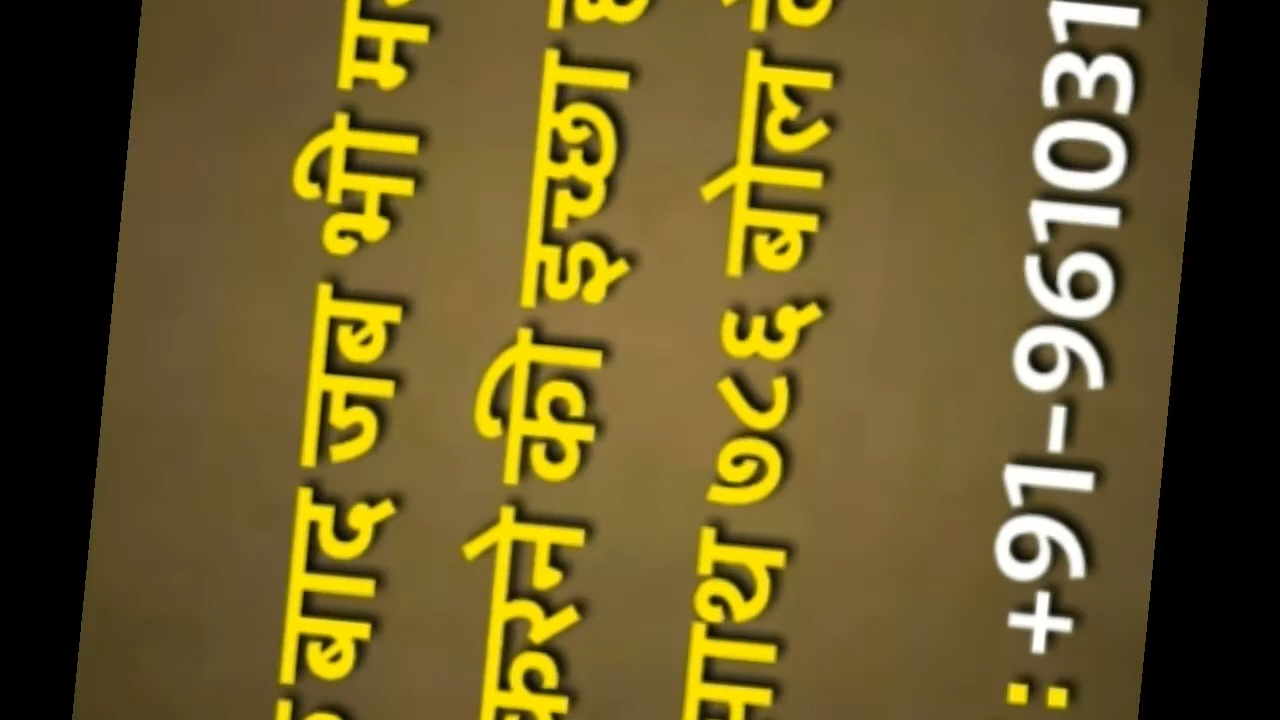 बाद जब भी
करने की इच्छा
७८६ बोल
: +91-961031